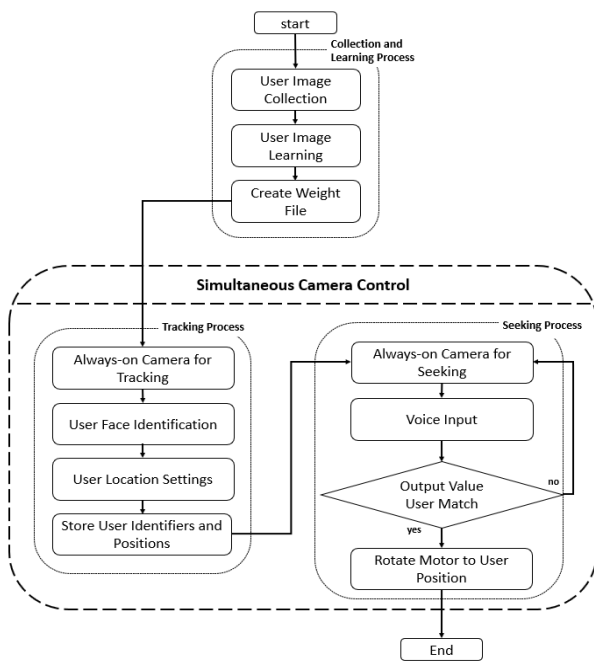 start
Collection and
Learning Process
User Image
Collection
User Image
Learning
Create Weight
File
Simultaneous Camera Control
Tracking Process
Always-on Camera for
Tracking
User Face Identification
User Location Settings
Store User Identifiers and
Positions
Seeking Process
Always-on Camera for
Seeking
Voice Input
Output Value
User Match
no
yes
Rotate Motor to User
Position
End